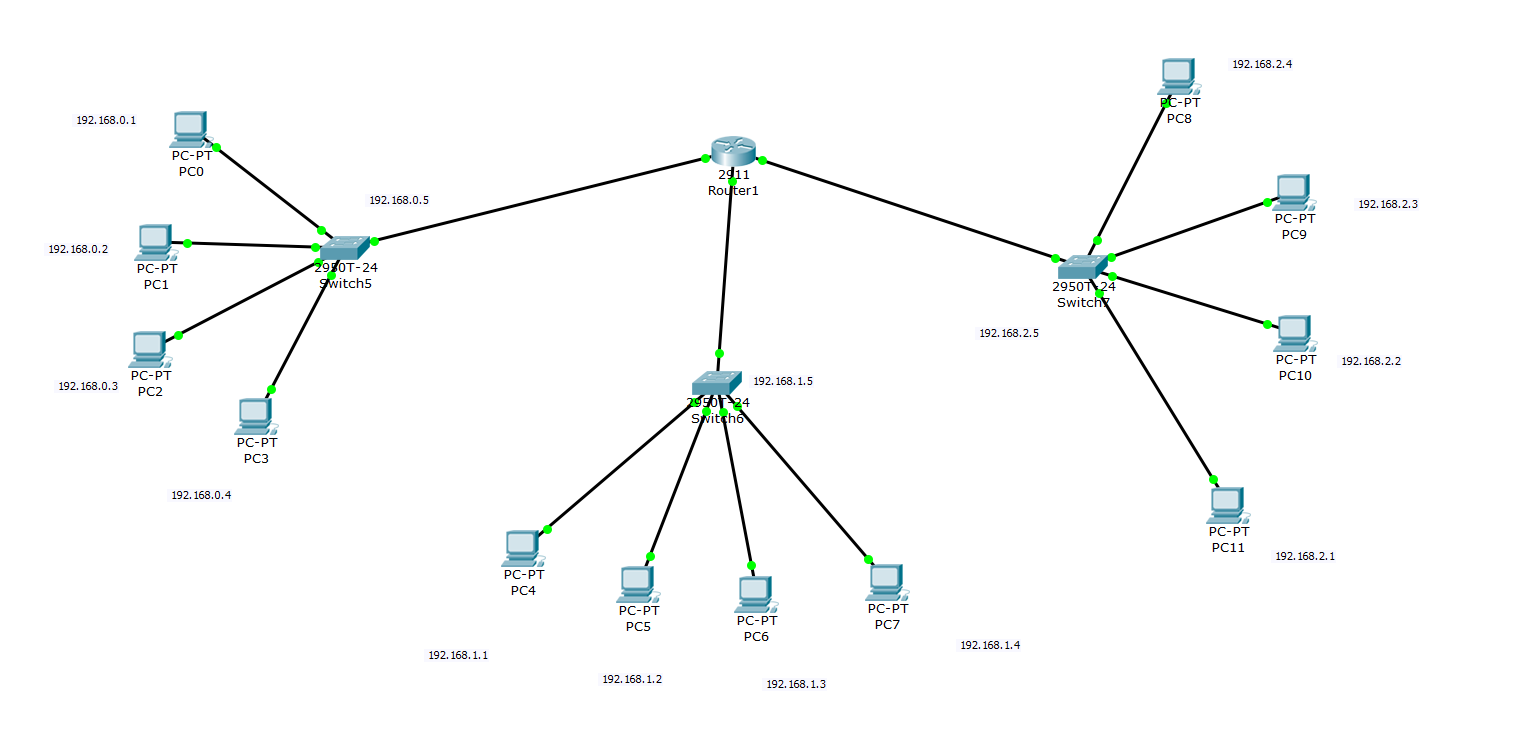 192.168.0.1
PC-PT
PC0
192.168.0.2
PC-PT
PC1
192.168.0.3
PC-PT
PC2
192.168.0.4
PC-PT
PC3
192.168.0.5
2950T-24
Switch5
2911
Router1
192.168.1.5
2950T-24
Switch6
PC-PT
PC4
192.168.1.1
PC-PT
PC5
192.168.1.2
PC-PT
PC6
192.168.1.3
PC-PT
PC7
192.168.1.4
192.168.2.5
2950T-24
Switch7
192.168.2.4
PC-PT
PC8
192.168.2.3
PC-PT
PC9
192.168.2.2
PC-PT
PC10
192.168.2.1
PC-PT
PC11